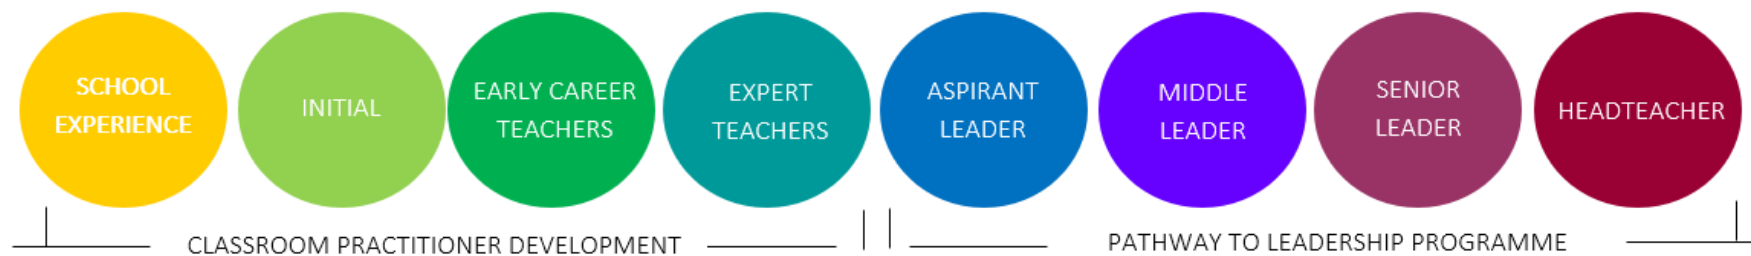 SCHOOL
EXPERIENCE
INITIAL
EARLY CAREER
TEACHERS
EXPERT
TEACHERS
ASPIRANT
LEADER
MIDDLE
LEADER
SENIOR
LEADER
HEADTEACHER
CLASSROOM PRACTITIONER DEVELOPMENT
PATHWAY TO LEADERSHIP PROGRAMME